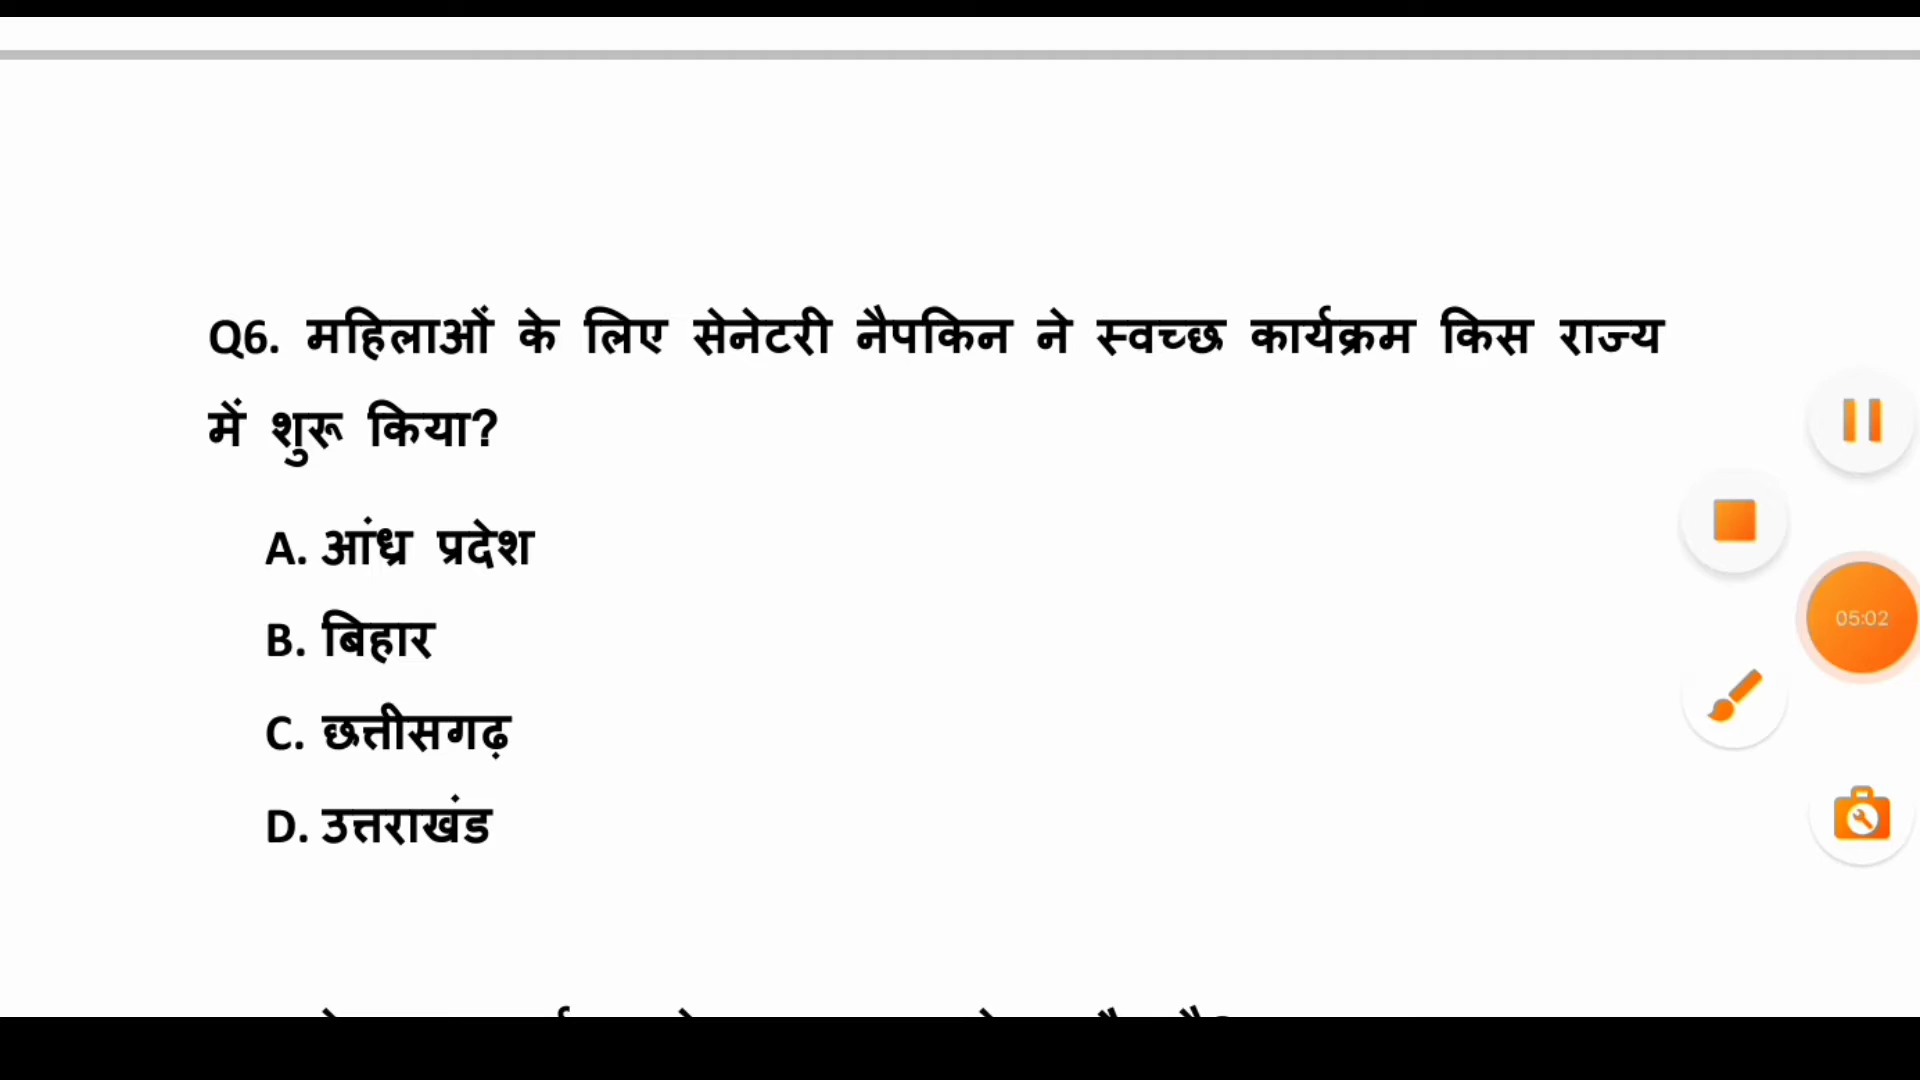 Q6. महिलाओं के लिए सेनेटरी नैपकिन ने स्वच्छ कार्यक्रम किस राज्य
में शुरू किया?
A. आंध्र प्रदेश
B. बिहार
C. छत्तीसगढ़
D. उत्तराखंड
05:02